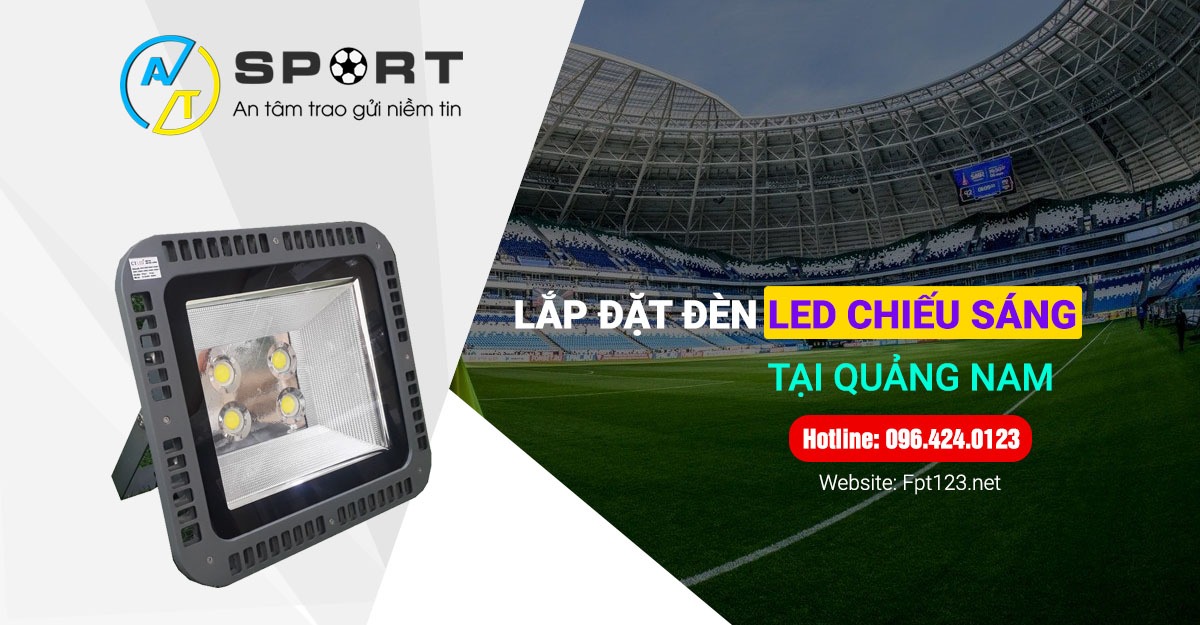 AVT SPORT
An tâm trao gửi niềm tin
LẮP ĐẶT ĐÈN LED CHIẾU SÁNG
TẠI QUẢNG NAM
Hotline: 096.424.0123
Website: Fpt123.net